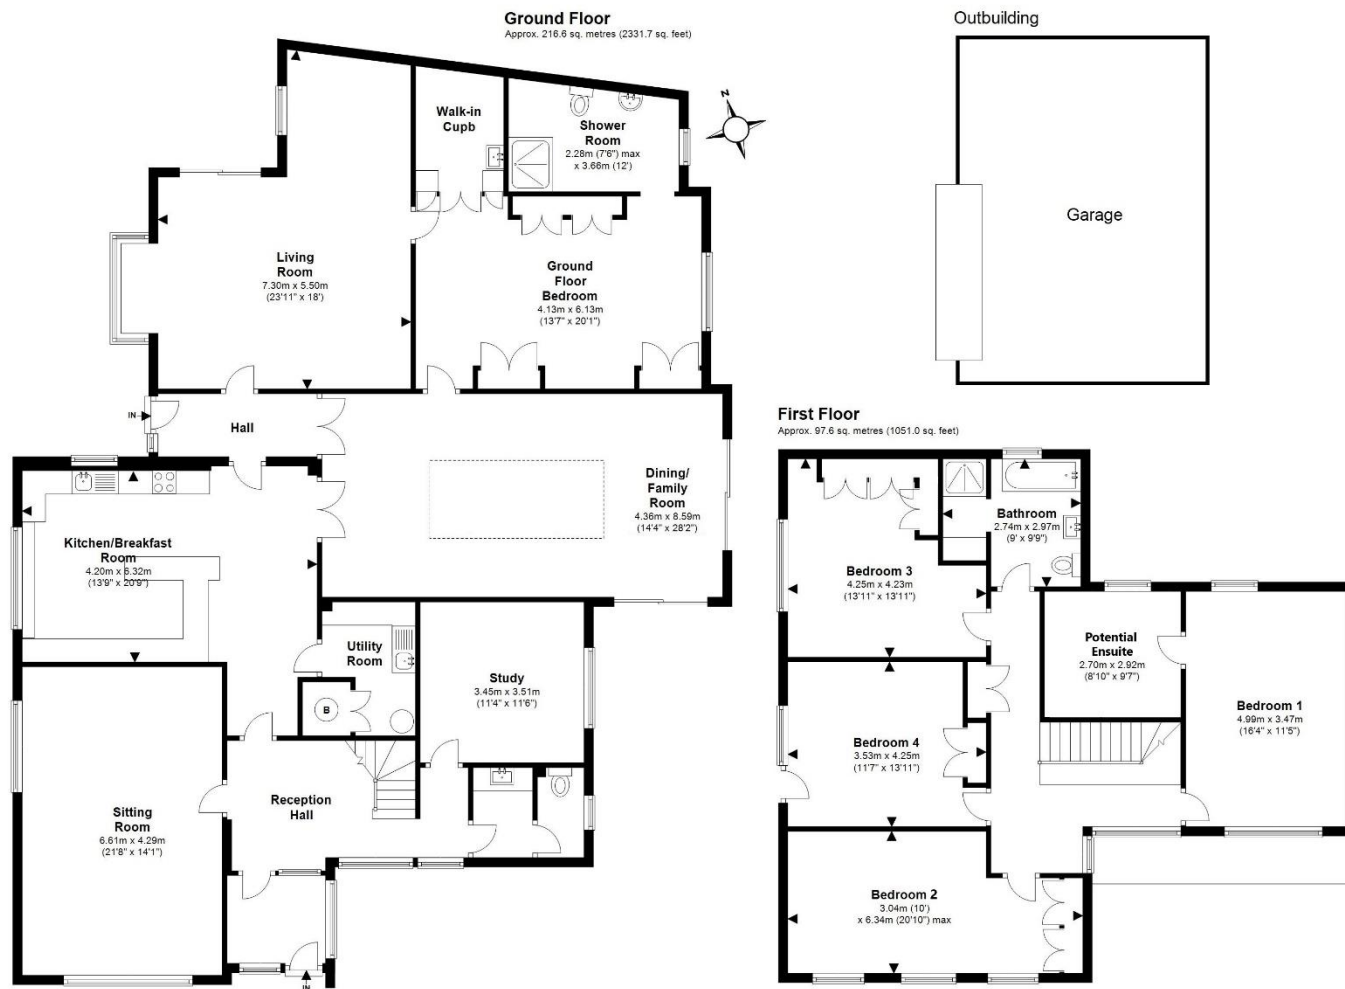 Ground Floor
Approx. 216.6 sq. metres (2331.7 sq. feet)
Outbuilding
N
Walk-in
Cupb
Shower
Room
2.28m (7'6") max
x 3.66m (12')
Garage
Living
Room
7.30m x 5.50m
(23'11" x 18')
Ground
Floor
Bedroom
4.13m x 6.13m
(13'7" x 20'1")
IN
Hall
Dining/
Family
Room
4.36m x 8.59m
(14'4" x 28'2")
Kitchen/Breakfast
Room
4.20m x 6.32m
(13'9" x 20'9")
Utility
Room
B
Study
3.45m x 3.51m
(11'4" x 11'6")
Sitting
Room
6.61m x 4.29m
(21'8" x 14'1")
Reception
Hall
IN
First Floor
Approx. 97.6 sq. metres (1051.0 sq. feet)
Bathroom
2.74m x 2.97m
(9' x 9'9")
Bedroom 3
4.25m x 4.23m
(13'11" x 13'11")
Potential
Ensuite
2.70m x 2.92m
(8'10" x 9'7")
Bedroom 1
4.99m x 3.47m
(16'4" x 11'5")
Bedroom 4
3.53m x 4.25m
(11'7" x 13'11")
Bedroom 2
3.04m (10')
x 6.34m (20'10") max